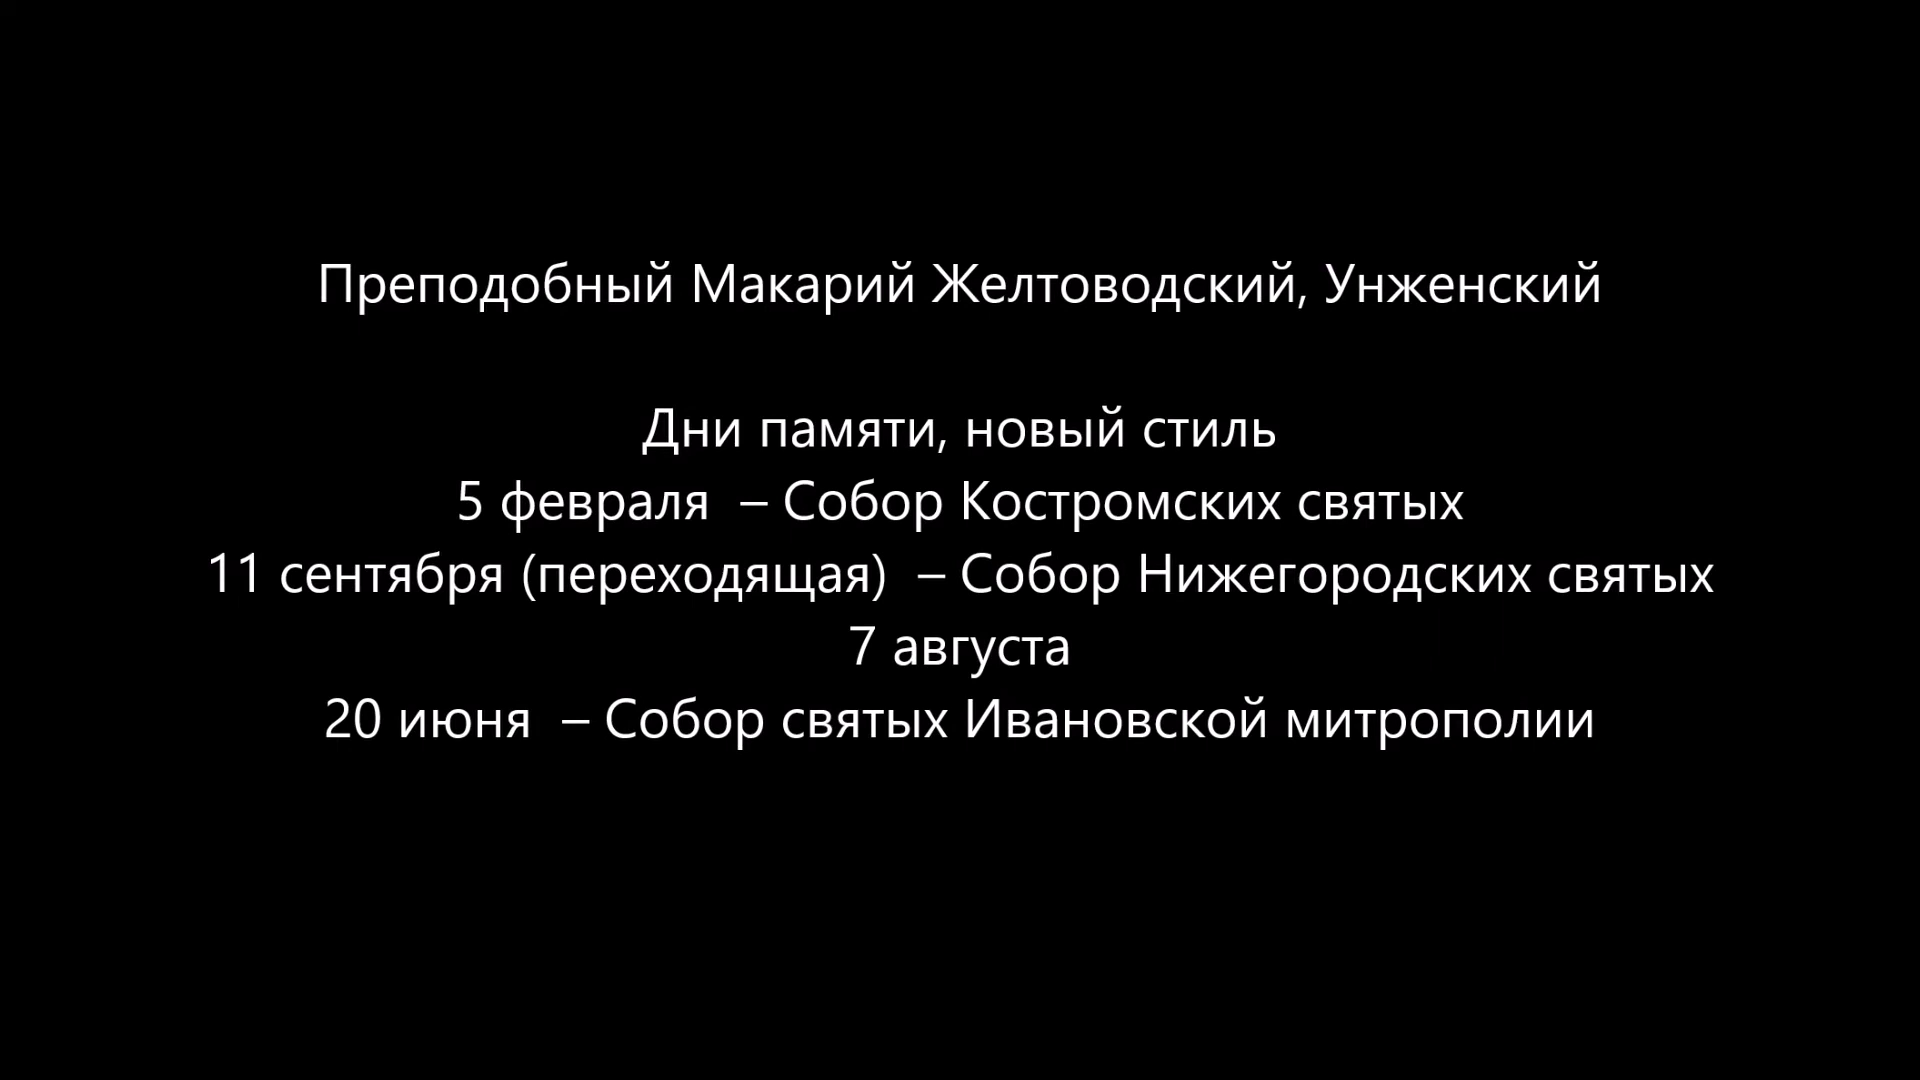 Преподобный Макарий Желтоводский, Унженский
Дни памяти, новый стиль
5 февраля – Собор Костромских святых
11 сентября (переходящая) – Собор Нижегородских святых
7 августа
20 июня – Собор святых Ивановской митрополии